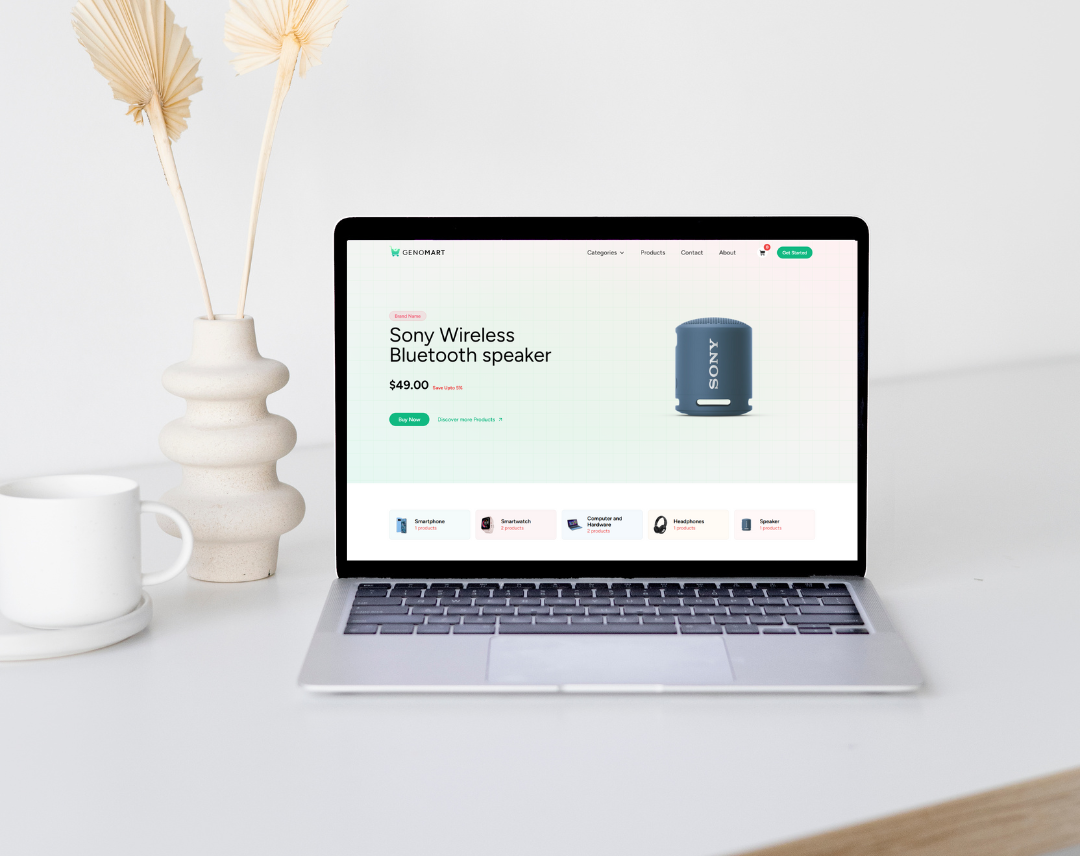 GENOMART
Categories
Products
Contact
About
0
Get Started
Brand Name
Sony Wireless
Bluetooth speaker
$49.00 Save Upto 5%
Buy Now
Discover more Products
SONY
Smartphone
1 products
Smartwatch
2 products
Computer and
Hardware
2 products
Headphones
1 products
Speaker
1 products